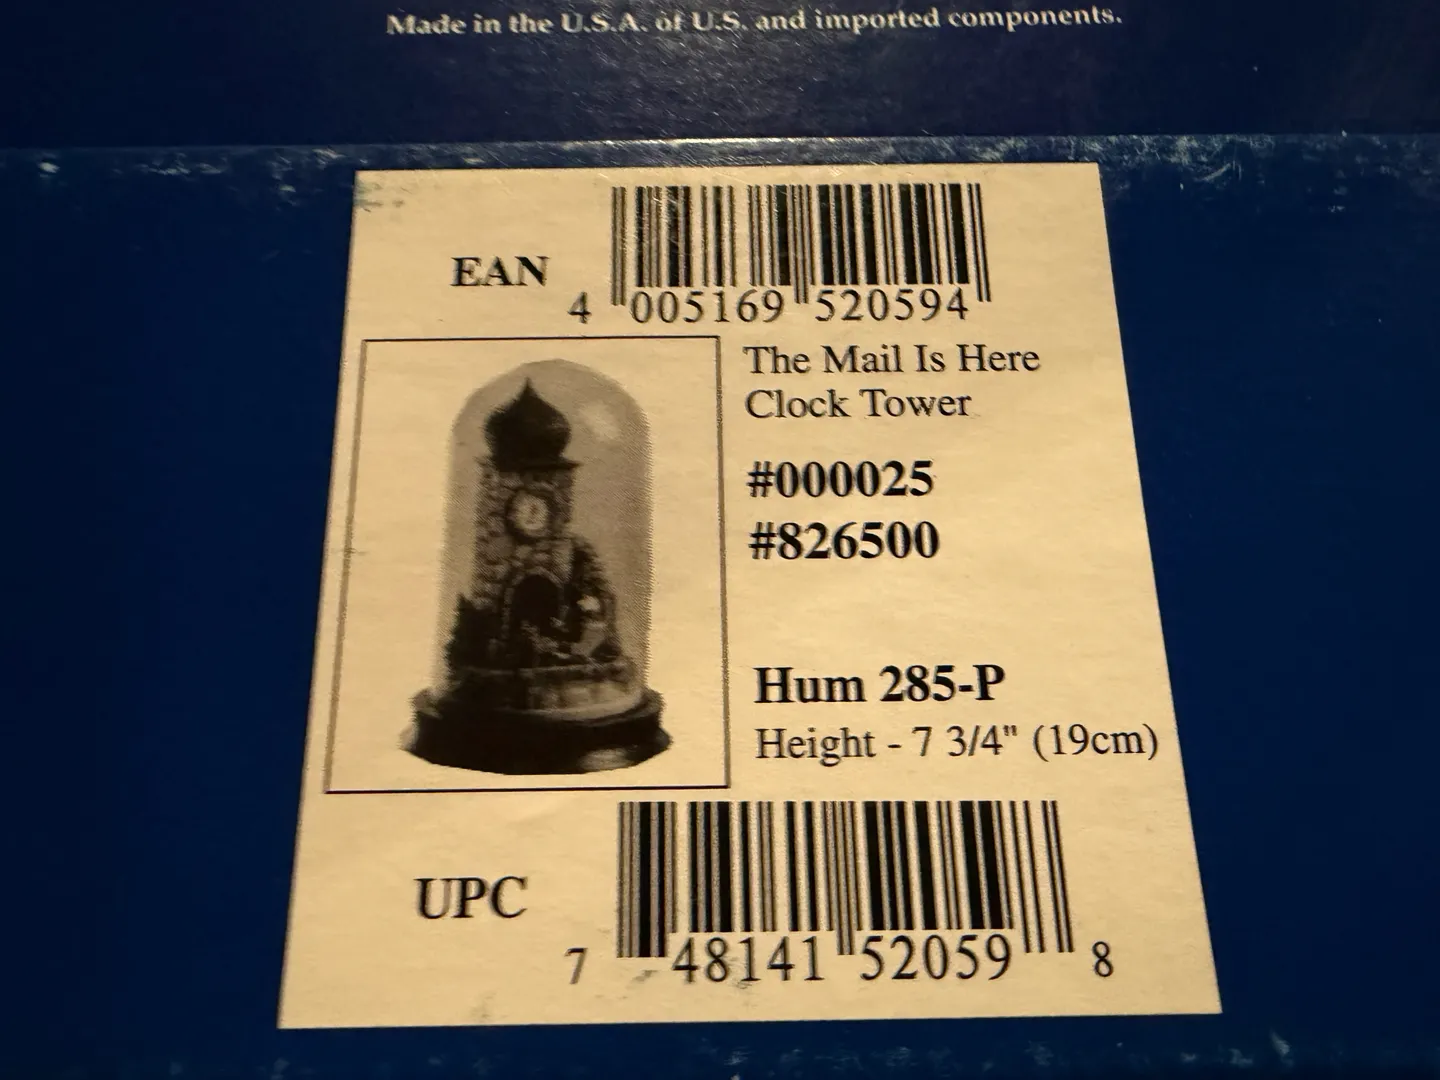 Made in the U.S.A. of U.S. and imported components.
EAN
4 005169 520594
The Mail Is Here
Clock Tower
#000025
#826500
Hum 285-P
Height - 7 3/4" (19cm)
UPC
7 48141 52059 8